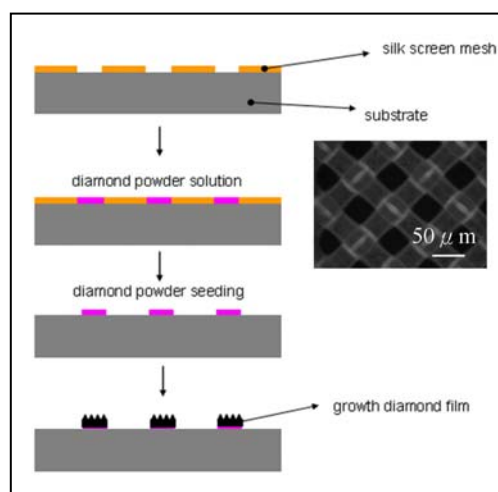 silk screen mesh
substrate
diamond powder solution
50 μ m
diamond powder seeding
growth diamond film